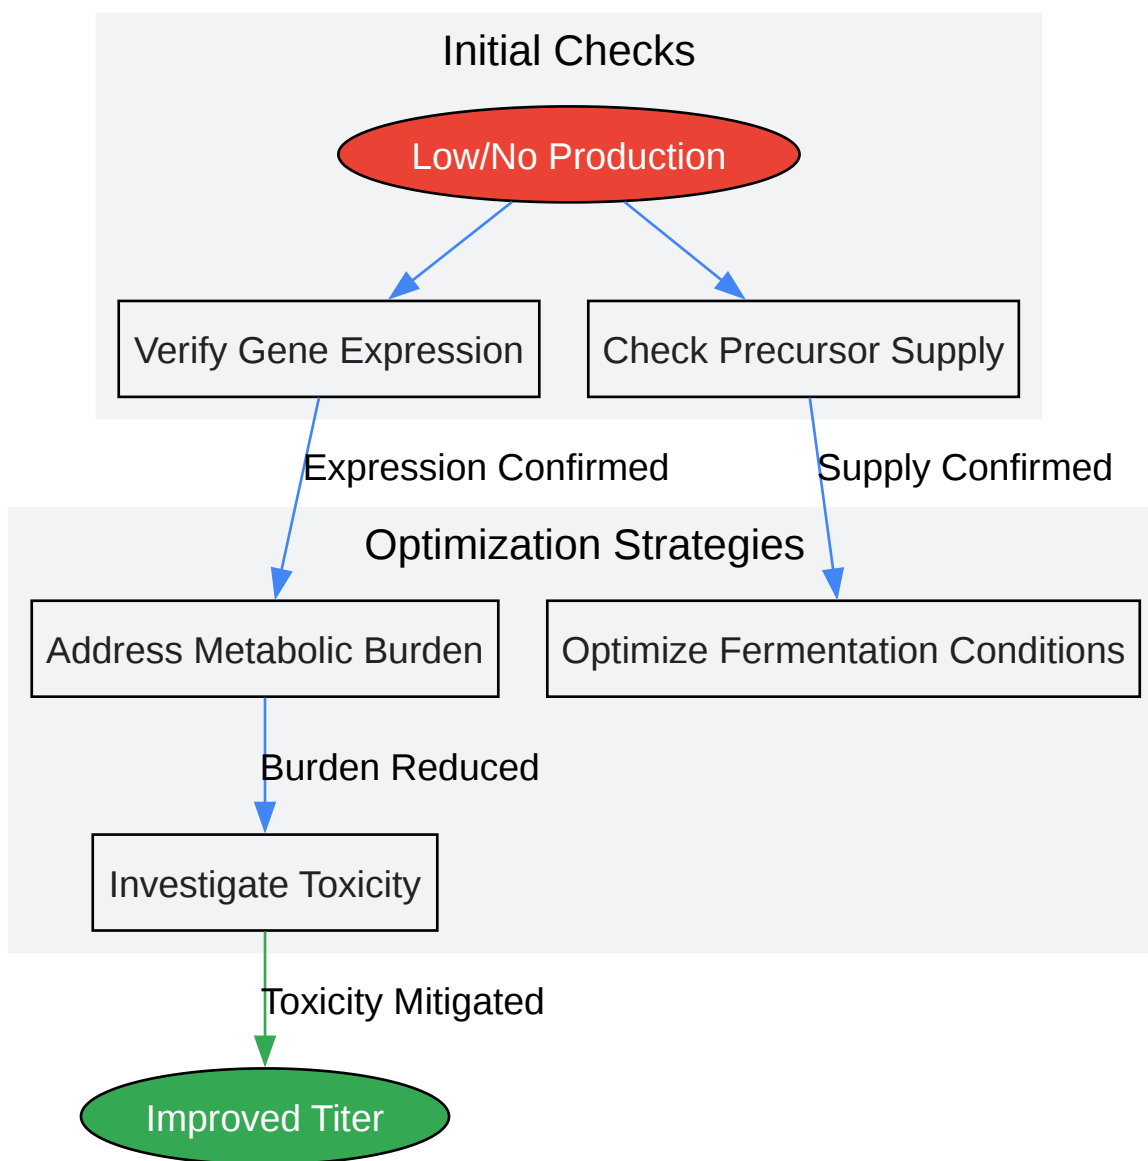 Initial Checks
Low/No Production
Verify Gene Expression
Check Precursor Supply
Expression Confirmed
Supply Confirmed
Optimization Strategies
Address Metabolic Burden
Optimize Fermentation Conditions
Burden Reduced
Investigate Toxicity
Toxicity Mitigated
Improved Titer